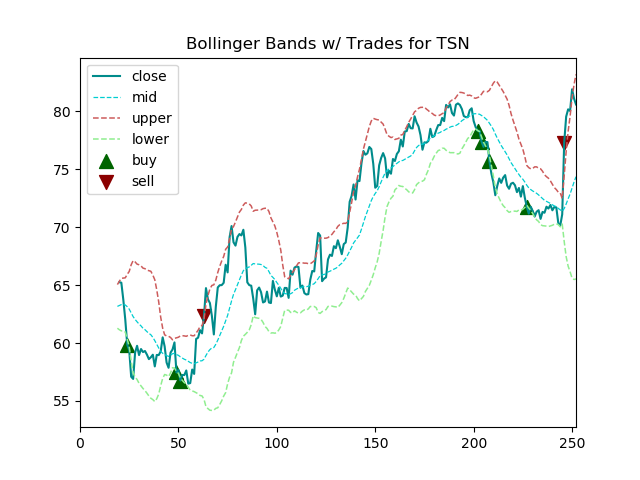 Bollinger Bands w/ Trades for TSN
close
mid
upper
lower
buy
sell
80
75
70
65
60
55
0 50 100 150 200 250